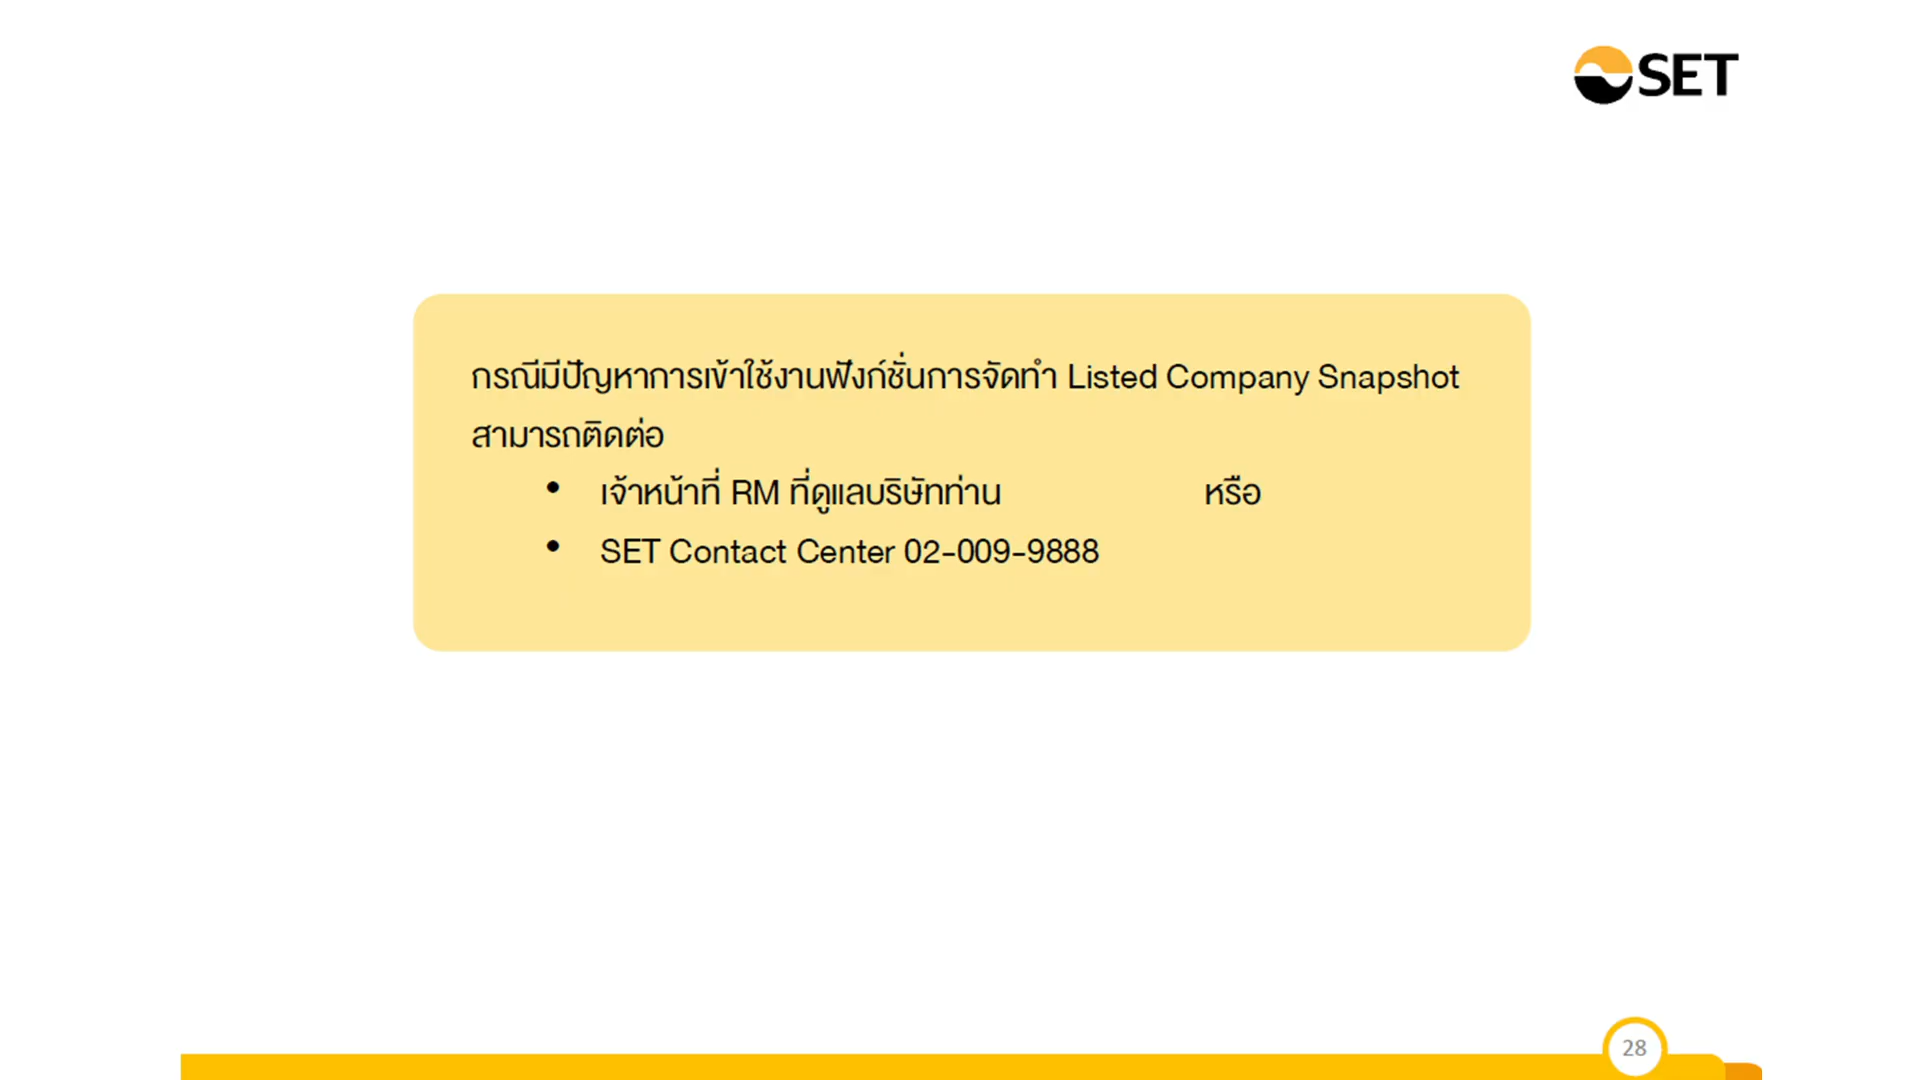 SET
กรณีมีปัญหาการเข้าใช้งานฟังก์ชั่นการจัดทำ Listed Company Snapshot
สามารถติดต่อ
• เจ้าหน้าที่ RM ที่ดูแลบริษัทท่าน หรือ
• SET Contact Center 02-009-9888
28